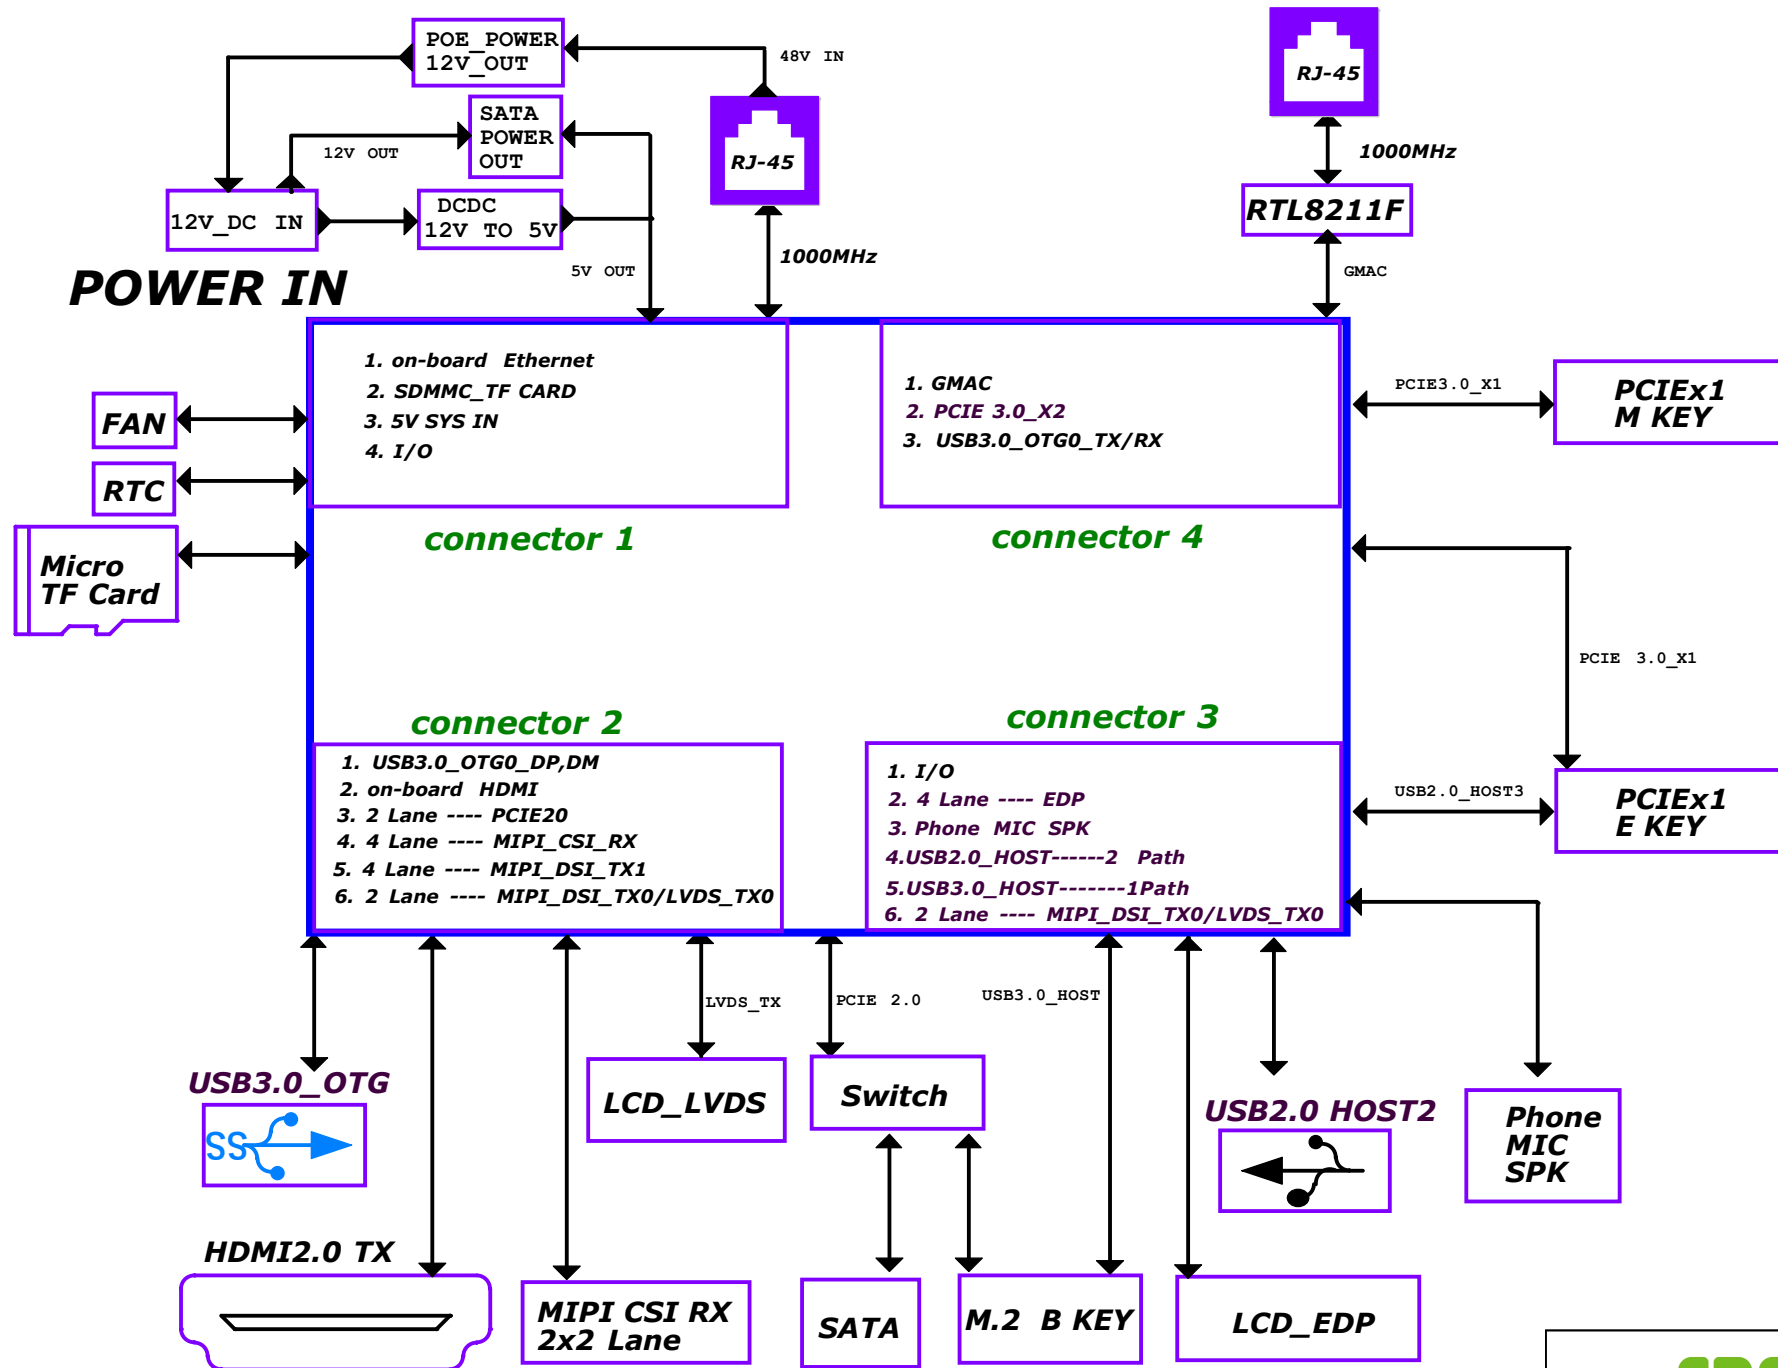 POE_POWER
12V_OUT
48V IN
RJ-45
SATA
POWER
OUT
12V OUT
RJ-45
1000MHz
12V_DC IN
DCDC
12V TO 5V
RTL8211F
5V OUT
1000MHz
GMAC
POWER IN
1. on-board Ethernet
2. SDMMC_TF CARD
3. 5V SYS IN
4. I/O
1. GMAC
2. PCIE 3.0_X2
3. USB3.0_OTG0_TX/RX
PCIE3.0_X1
PCIEx1
M KEY
FAN
RTC
Micro
TF Card
connector 1
connector 4
PCIE 3.0_X1
connector 2
connector 3
1. USB3.0_OTG0_DP,DM
2. on-board HDMI
3. 2 Lane ---- PCIE20
4. 4 Lane ---- MIPI_CSI_RX
5. 4 Lane ---- MIPI_DSI_TX1
6. 2 Lane ---- MIPI_DSI_TX0/LVDS_TX0
1. I/O
2. 4 Lane ---- EDP
3. Phone MIC SPK
4.USB2.0_HOST------2 Path
5.USB3.0_HOST-------1Path
6. 2 Lane ---- MIPI_DSI_TX0/LVDS_TX0
USB2.0_HOST3
PCIEx1
E KEY
LVDS_TX
PCIE 2.0
USB3.0_HOST
USB3.0_OTG
SS
LCD_LVDS
Switch
USB2.0 HOST2
Phone
MIC
SPK
HDMI2.0 TX
MIPI CSI RX
2x2 Lane
SATA
M.2 B KEY
LCD_EDP